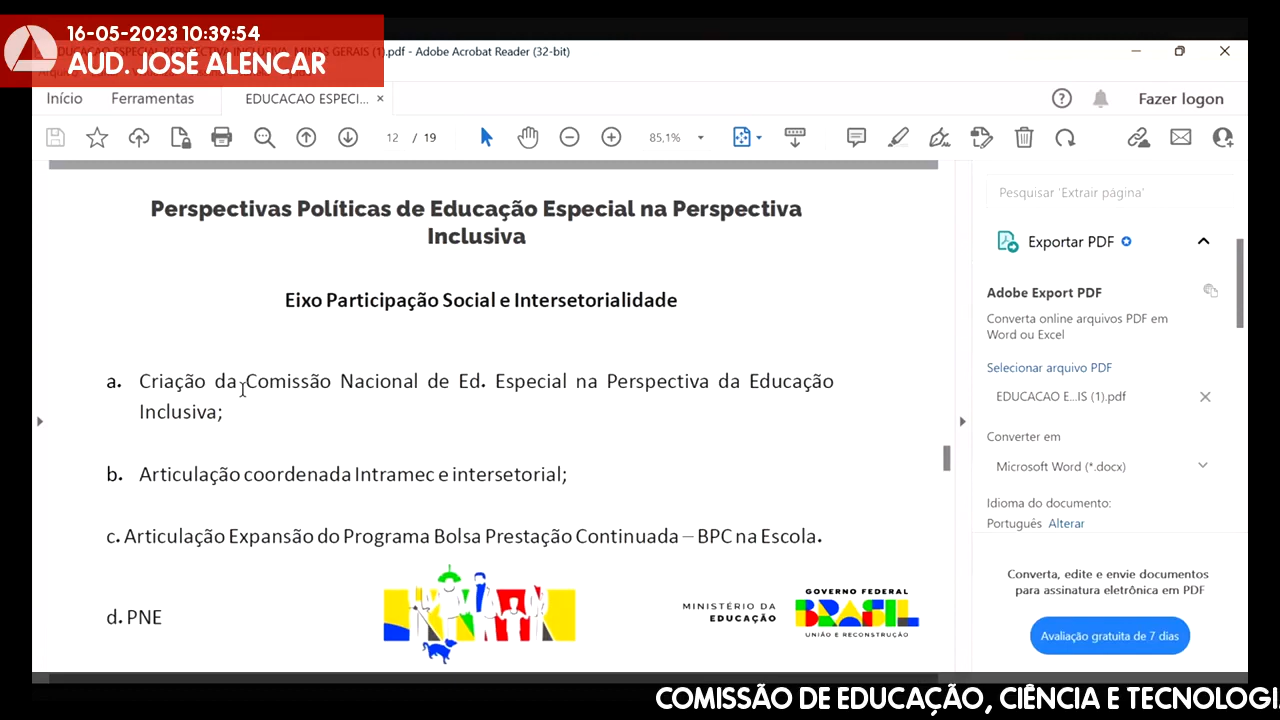 16-05-2023 10:39:54
AUD. JOSÉ ALENCAR
GERAIS (1).pdf - Adobe Acrobat Reader (32-bit)
Início
Ferramentas
EDUCACAO ESPECI... ×
Fazer logon
12 / 19
85,1%
Perspectivas Políticas de Educação Especial na Perspectiva
Inclusiva
Eixo Participação Social e Intersetorialidade
a. Criação da Comissão Nacional de Ed. Especial na Perspectiva da Educação
Inclusiva;
b. Articulação coordenada Intramec e intersetorial;
c. Articulação Expansão do Programa Bolsa Prestação Continuada – BPC na Escola.
d. PNE
MINISTÉRIO DA
EDUCAÇÃO
GOVERNO FEDERAL
BRASIL
UNIÃO E RECONSTRUÇÃO
Pesquisar 'Extrair página'
Exportar PDF
Adobe Export PDF
Converta online arquivos PDF em
Word ou Excel
Selecionar arquivo PDF
EDUCACAO E...IS (1).pdf
Converter em
Microsoft Word (*.docx)
Idioma do documento:
Português Alterar
Converta, edite e envie documentos
para assinatura eletrônica em PDF
Avaliação gratuita de 7 dias
COMISSÃO DE EDUCAÇÃO, CIÊNCIA E TECNOLOGI